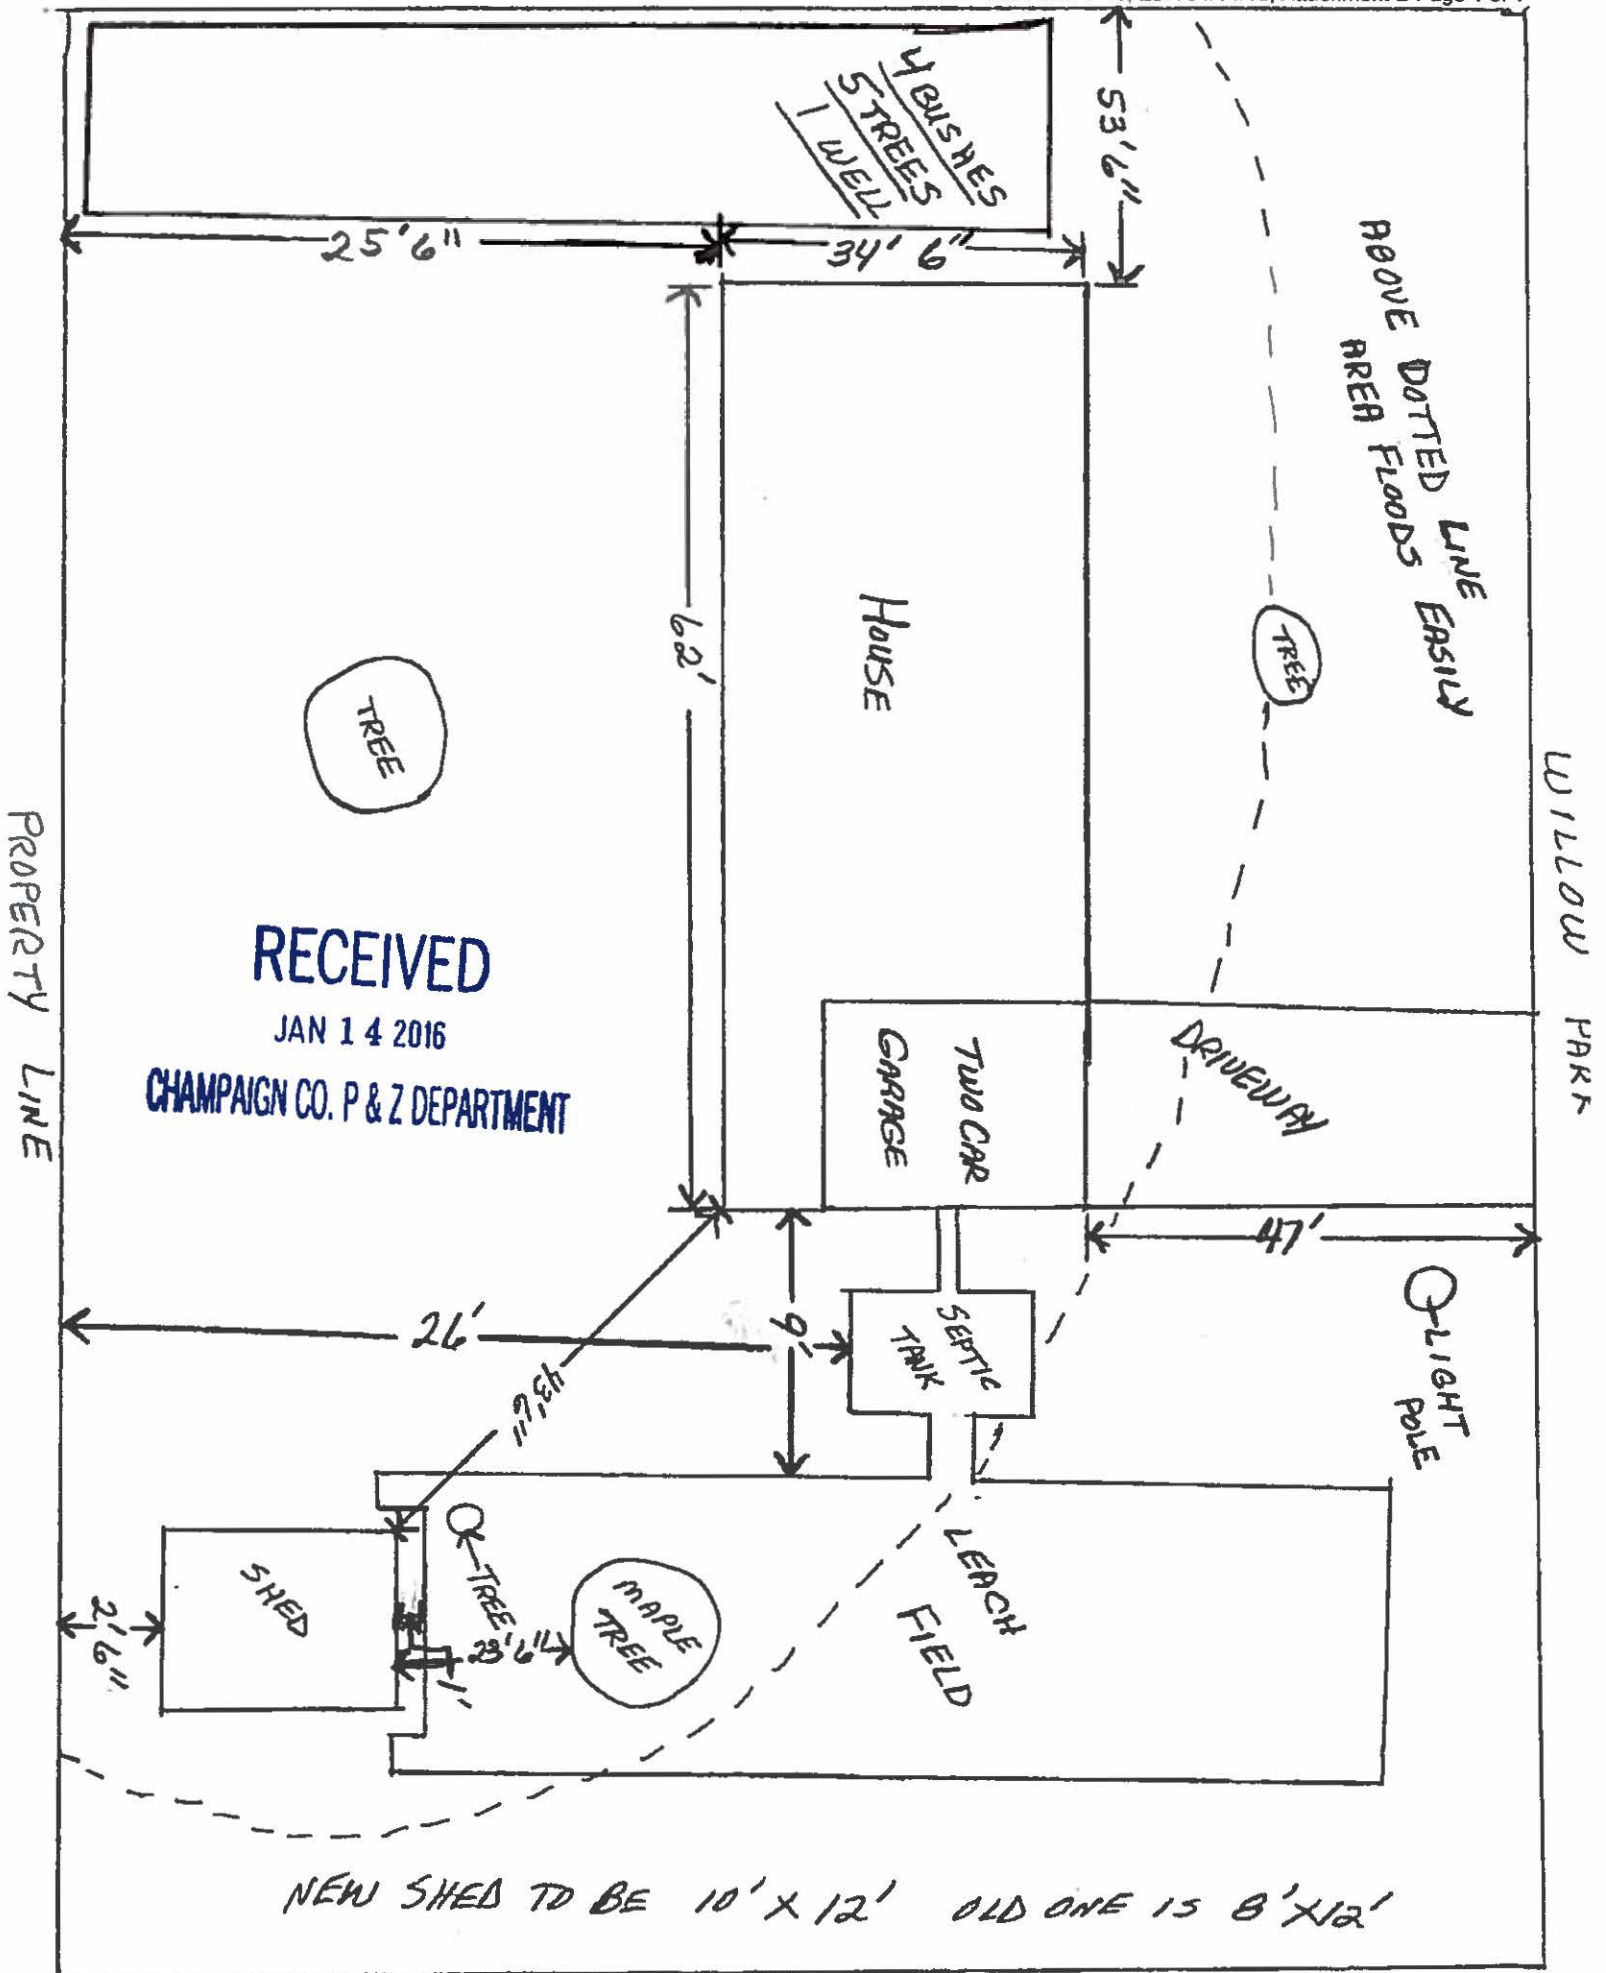 4 BUSHES
5 TREES
1 WELL
53'6"
25'6"
34' 6"
ABOVE DOTTED LINE
AREA FLOODS EASILY
TREE
62'
HOUSE
TREE
WILLOW PARK
PROPERTY LINE
RECEIVED
JAN 14 2016
CHAMPAIGN CO. P & Z DEPARTMENT
TWO CAR
GARAGE
DRIVEWAY
47'
26'
9'
SEPTIC
TANK
LIGHT
POLE
43'6"
SHED
2'6"
TREE
23'6"
1'
MAPLE
TREE
LEACH
FIELD
NEW SHED TO BE 10' X 12' OLD ONE IS 8' X12'